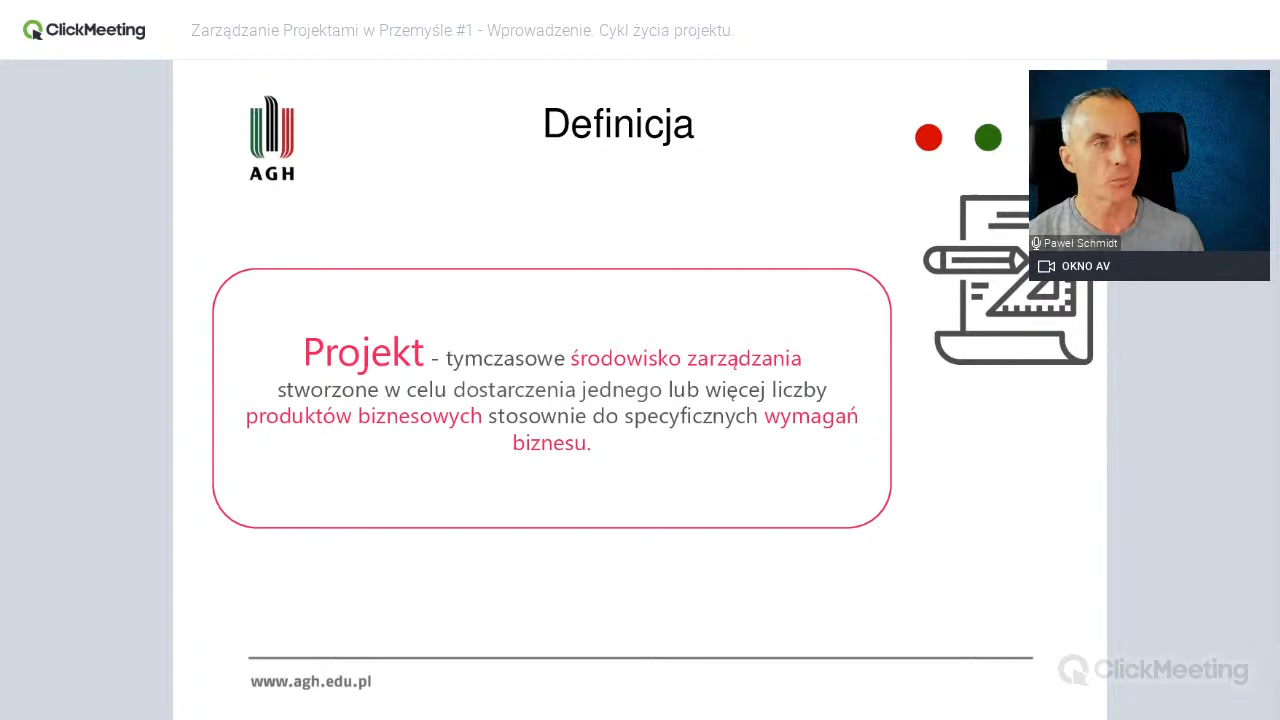 ClickMeeting
Zarządzanie Projektami w Przemyśle #1 - Wprowadzenie. Cykl życia projektu.
AGH
Definicja
Paweł Schmidt
OKNO AV
Projekt - tymczasowe środowisko zarządzania
stworzone w celu dostarczenia jednego lub więcej liczby
produktów biznesowych stosownie do specyficznych wymagań
biznesu.
www.agh.edu.pl
ClickMeeting